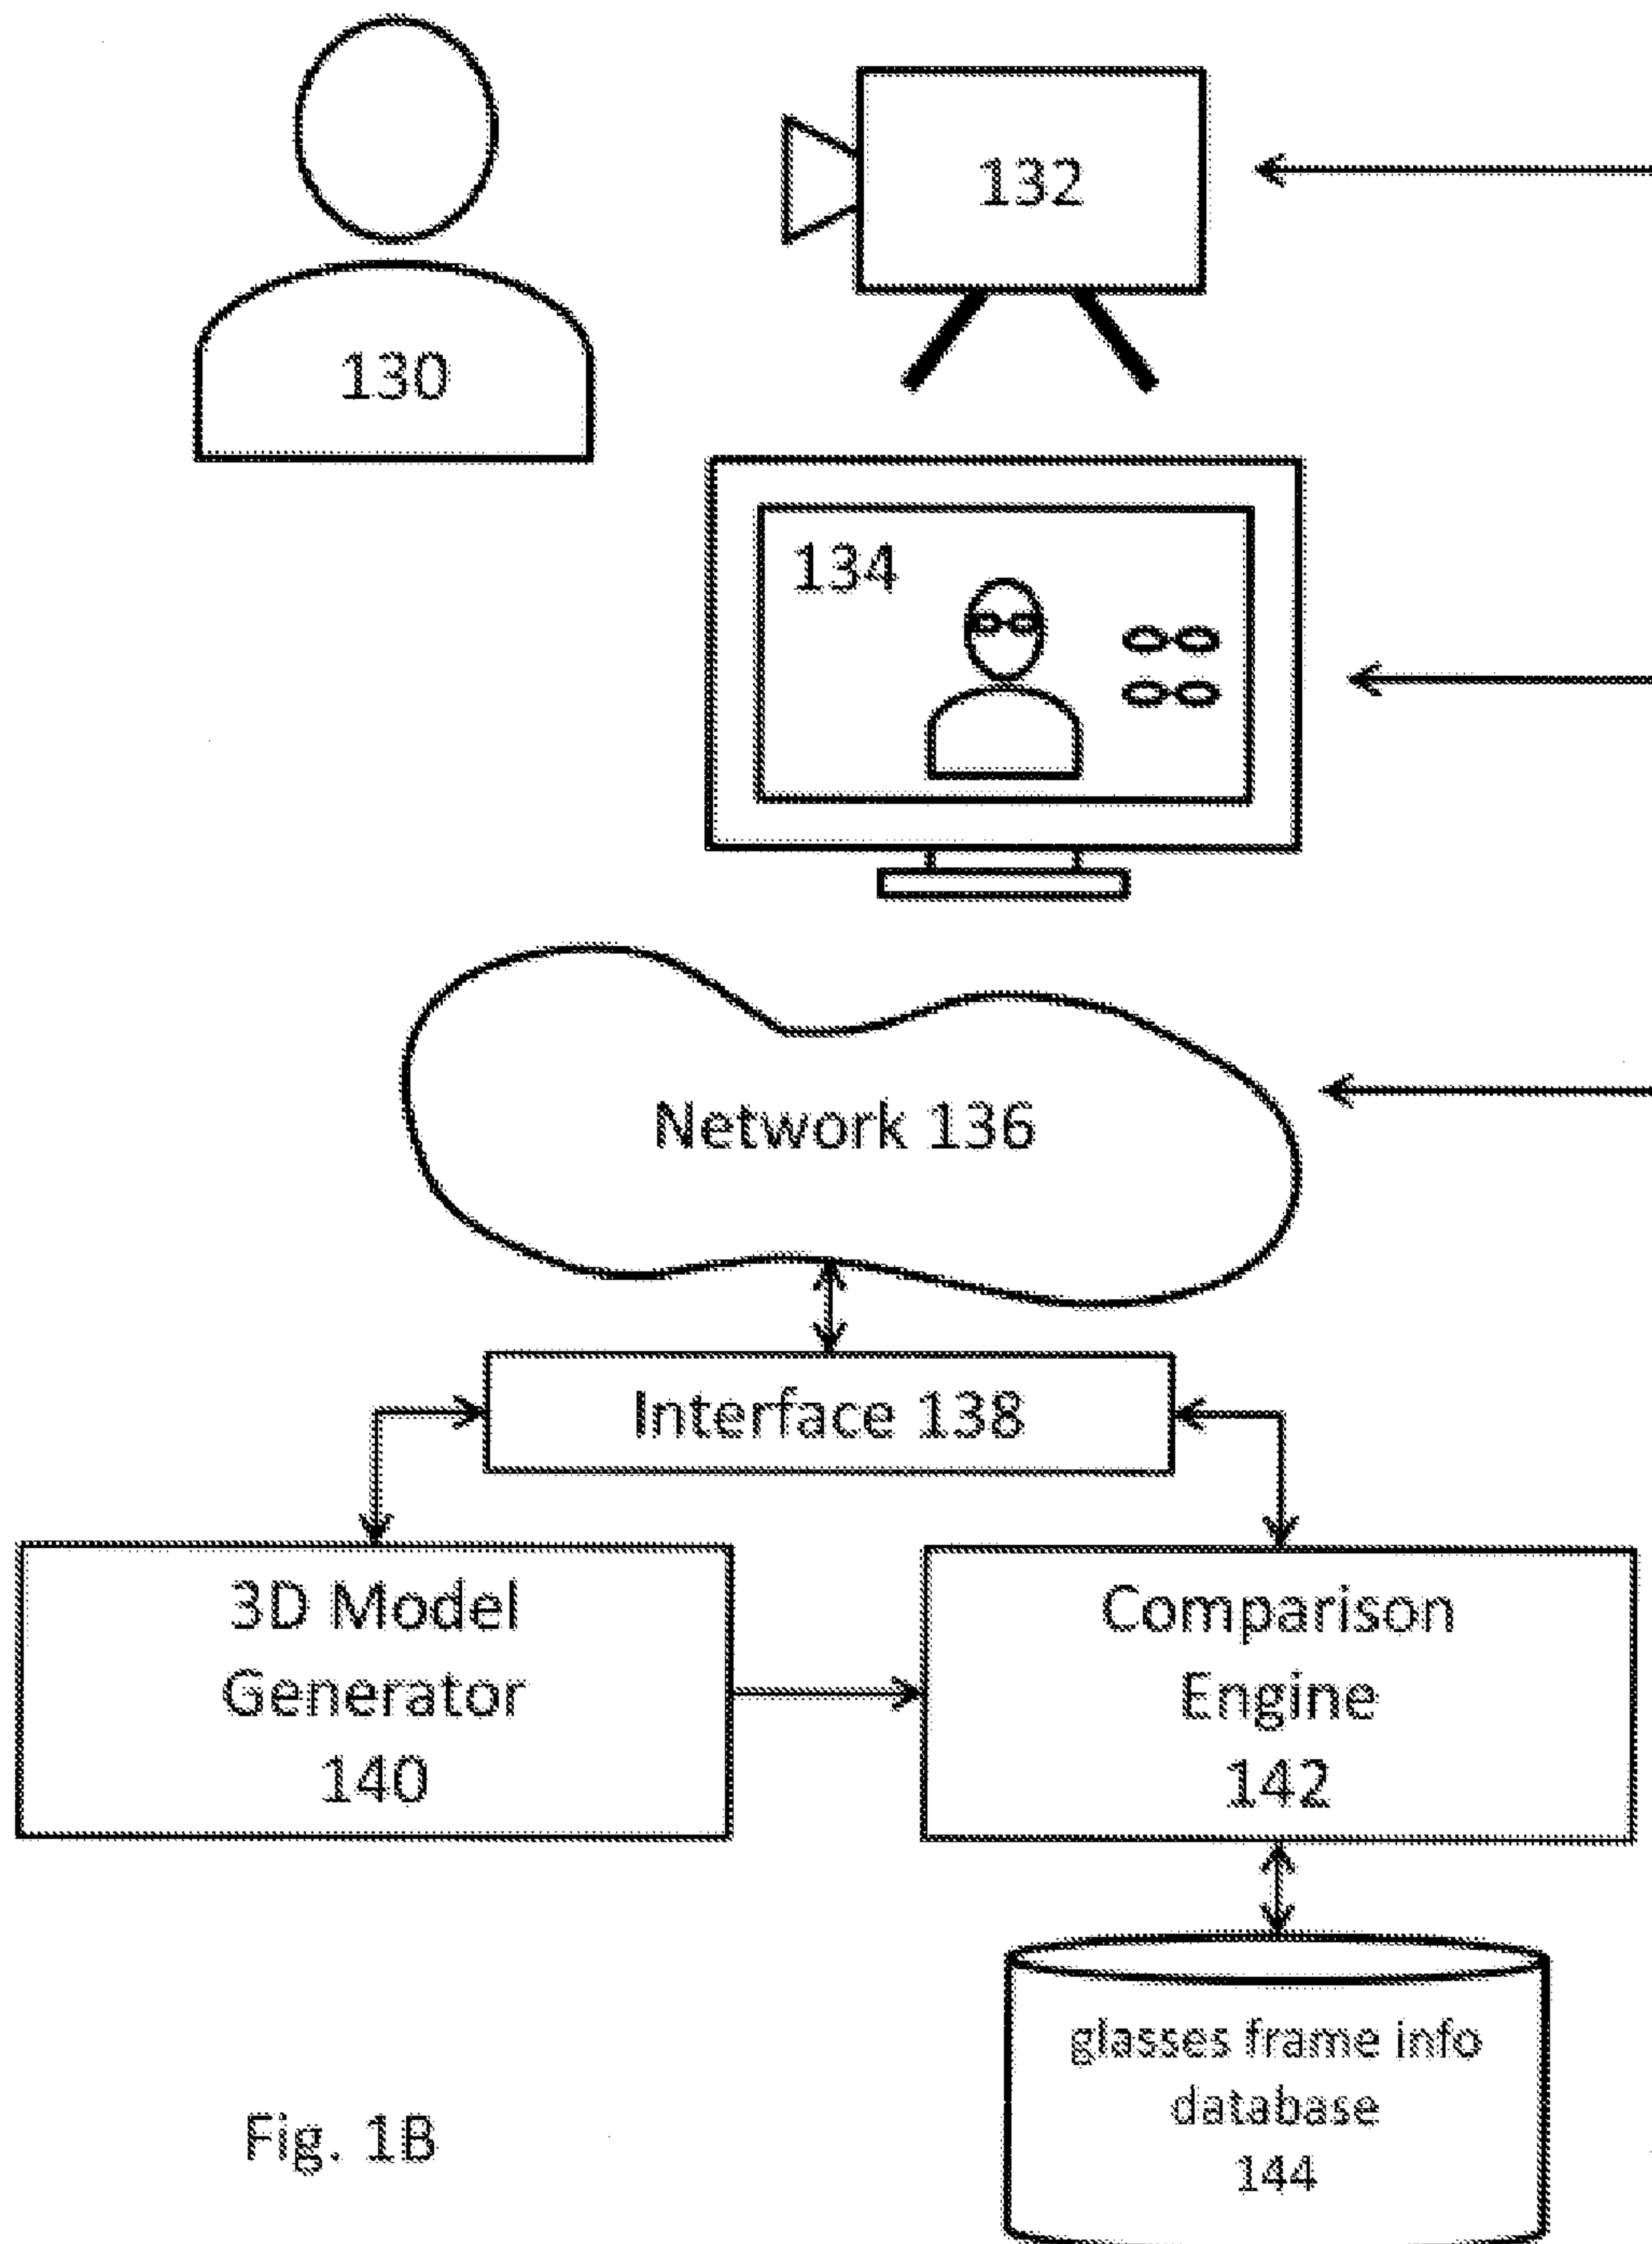 132
130
134
Network 136
Interface 138
3D Model
Generator
140
Comparison
Engine
142
glasses frame info
database
144
Fig. 1B